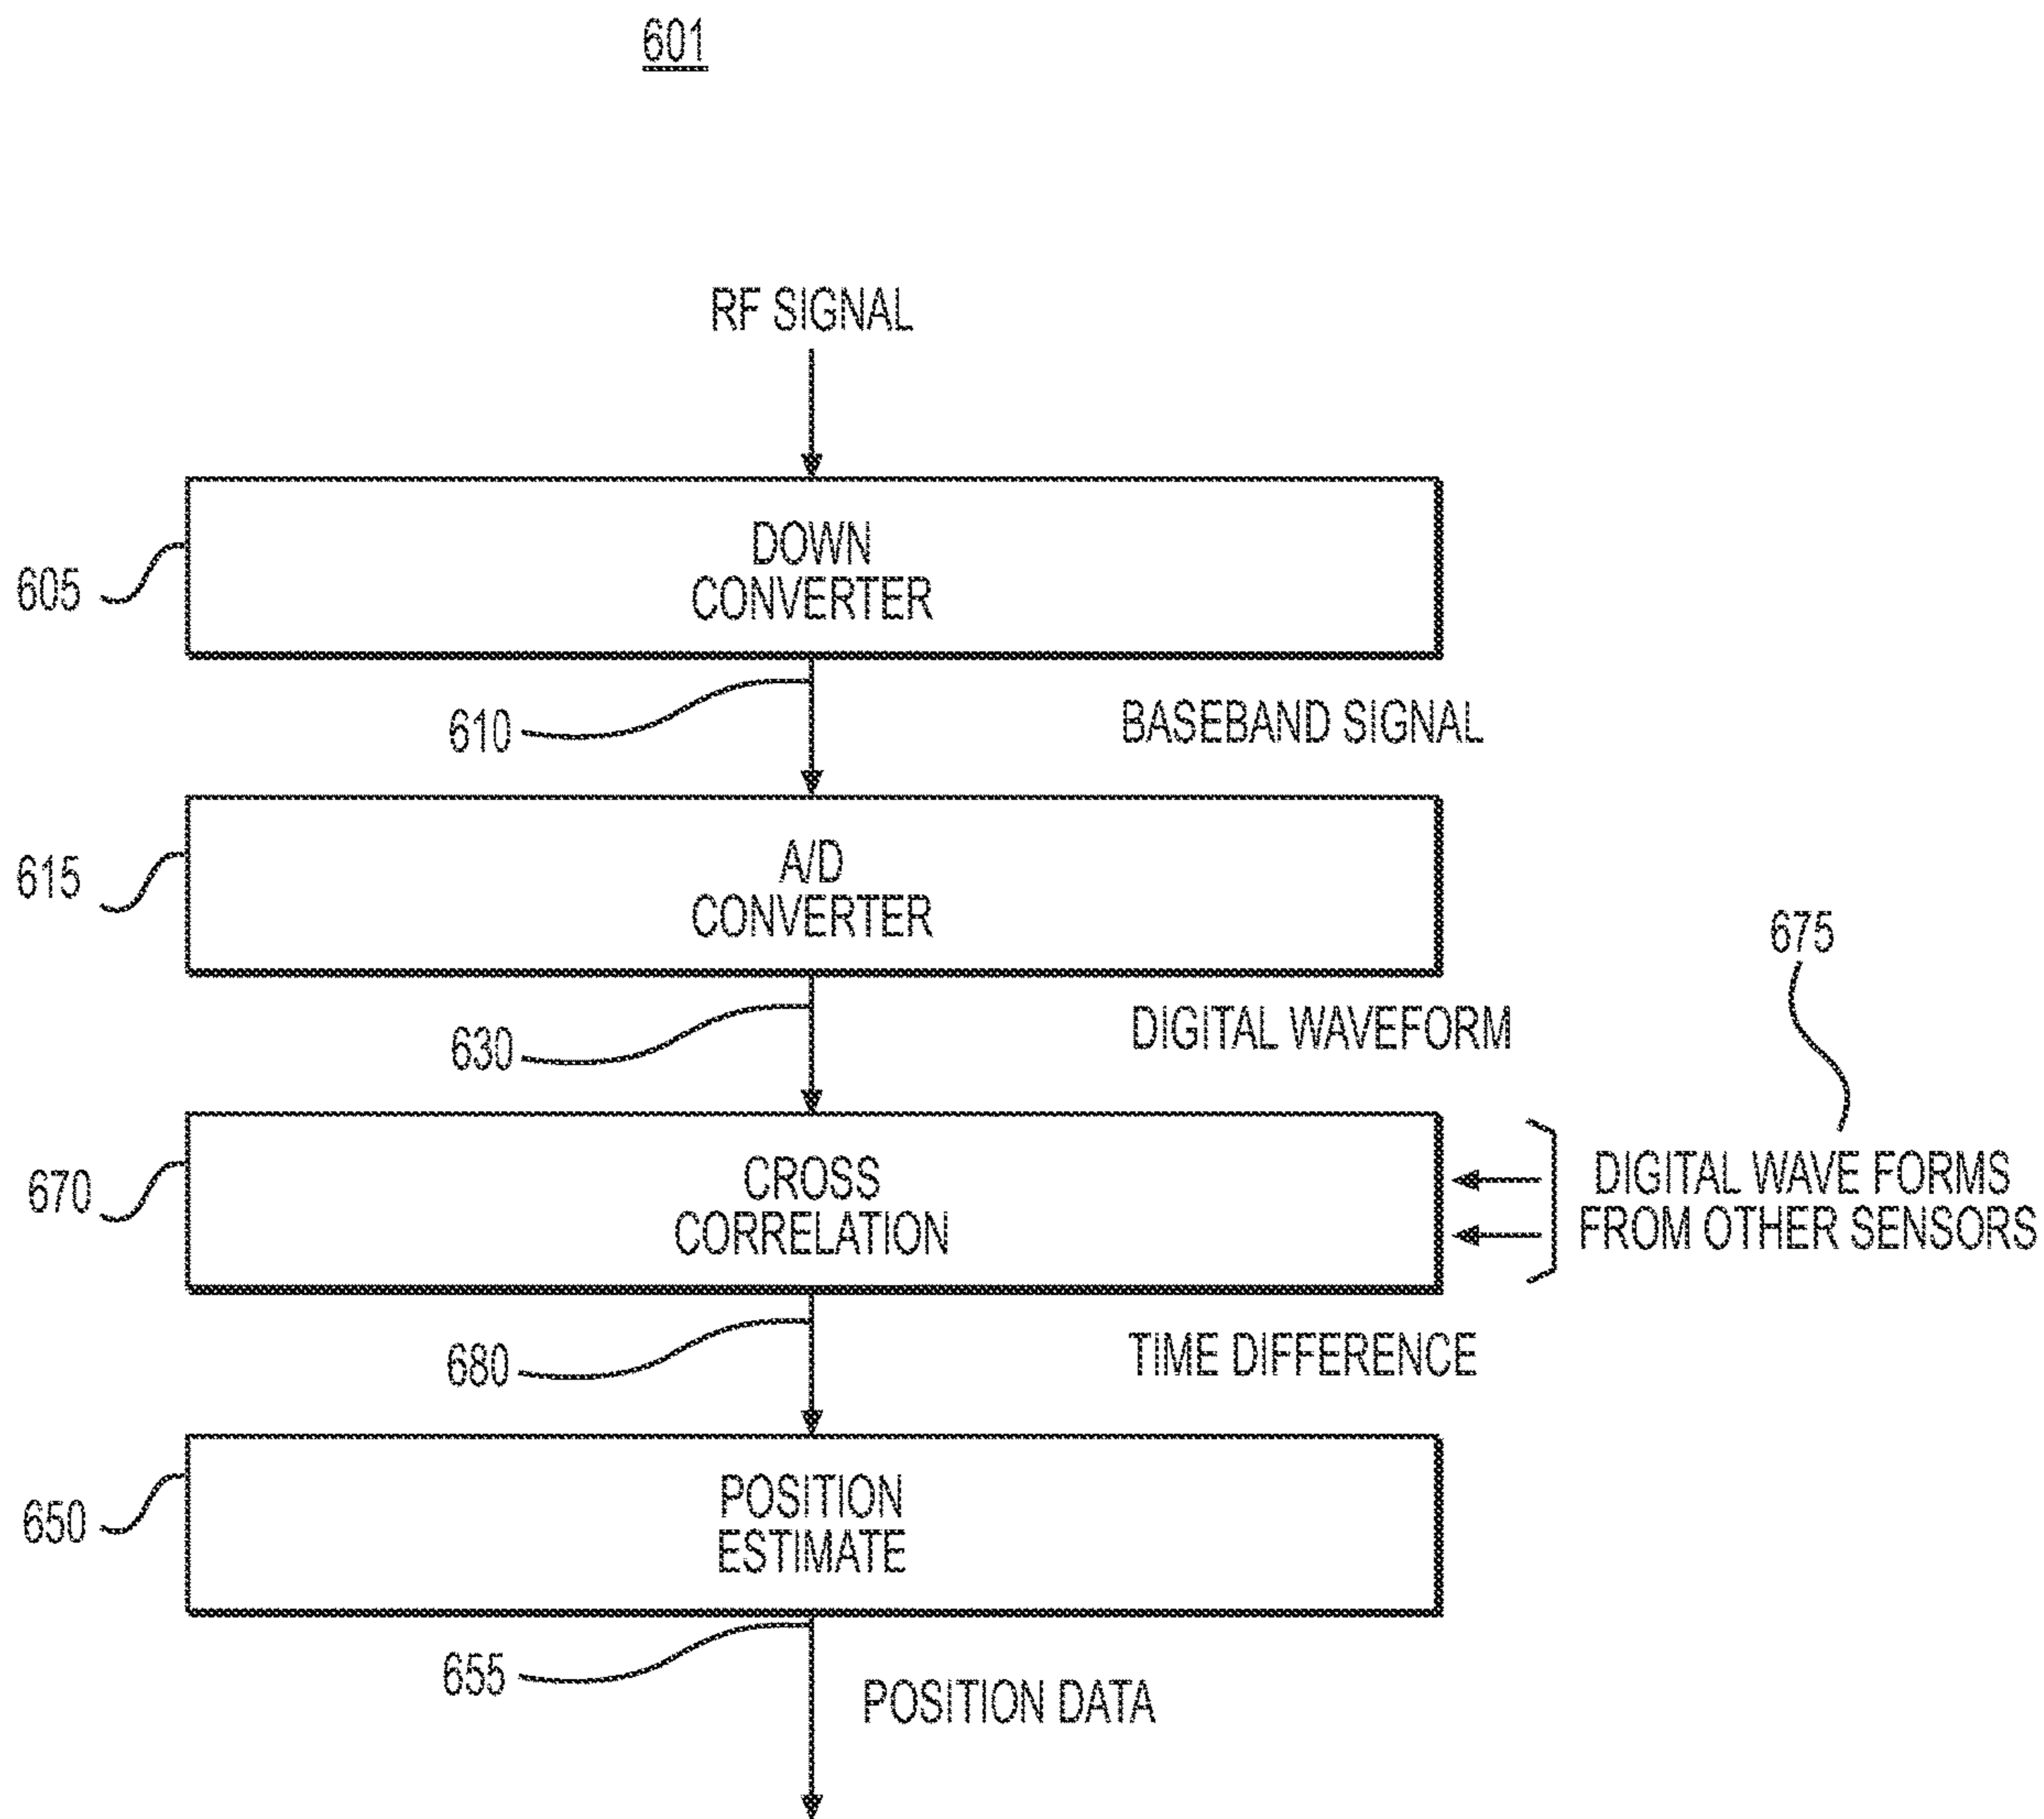 601
RF SIGNAL
DOWN
CONVERTER
605
610
BASEBAND SIGNAL
A/D
CONVERTER
615
675
630
DIGITAL WAVEFORM
CROSS
CORRELATION
670
DIGITAL WAVE FORMS
FROM OTHER SENSORS
680
TIME DIFFERENCE
POSITION
ESTIMATE
650
655
POSITION DATA